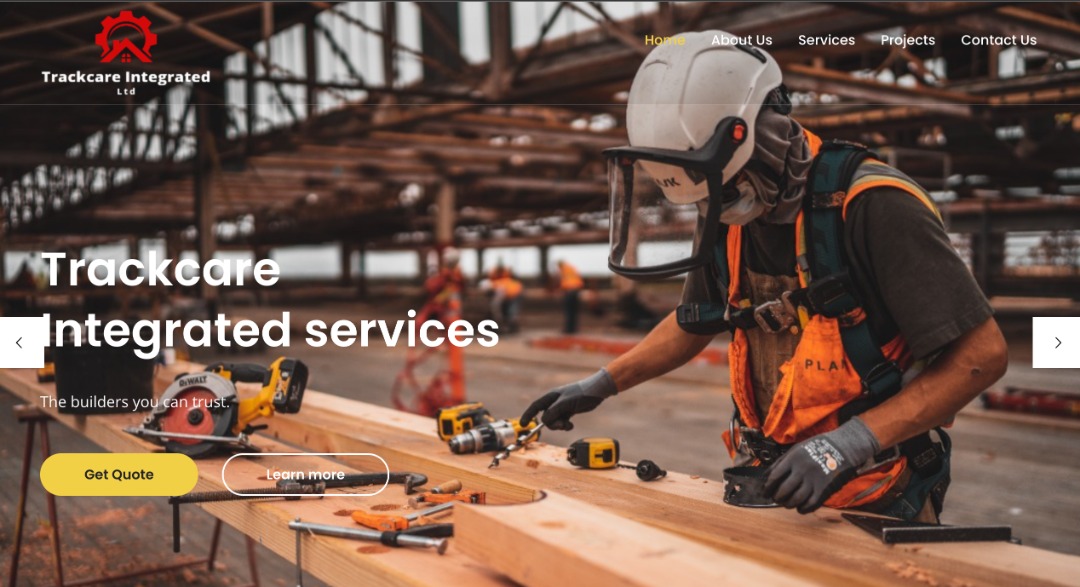 Trackcare Integrated
Ltd
Home About Us Services Projects Contact Us
Trackcare
Integrated services
The builders you can trust.
Get Quote Learn more
DEWALT